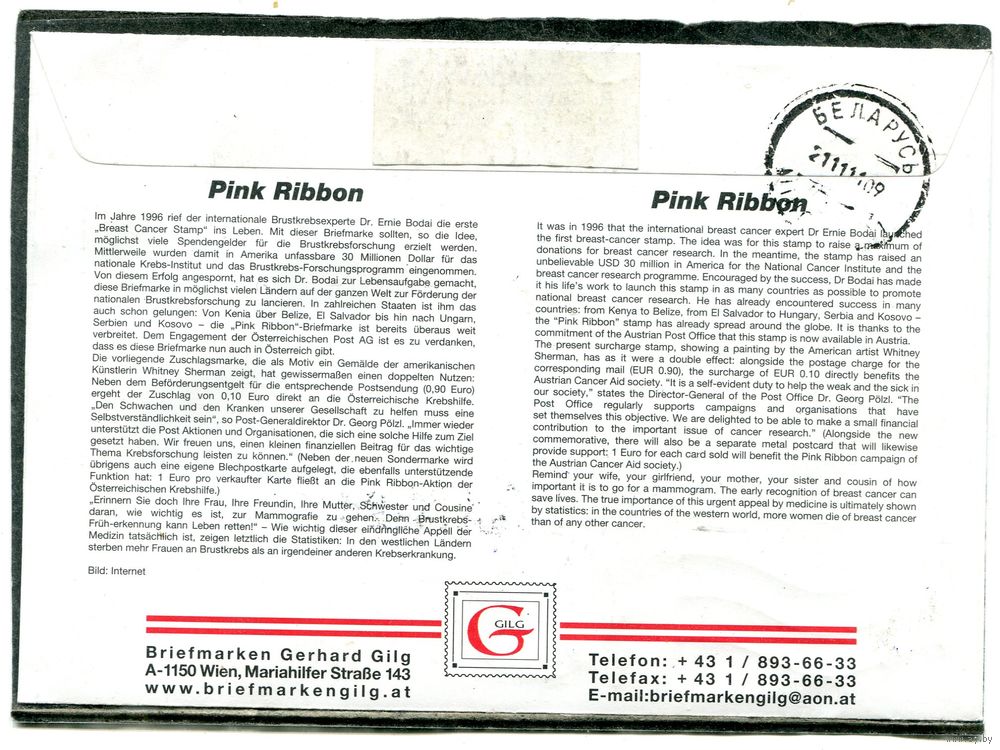 БЕЛАРУСЬ
Pink Ribbon
Im Jahre 1996 rief der internationale Brustkrebsexperte Dr. Ernie Bodai die erste
„Breast Cancer Stamp“ ins Leben. Mit dieser Briefmarke sollten, so die Idee,
möglichst viele Spendengelder für die Brustkrebsforschung erzielt werden.
Mittlerweile wurden damit in Amerika unfassbare 30 Millionen Dollar für das
nationale Krebs-Institut und das Brustkrebs-Forschungsprogramm eingenommen.
Von diesem Erfolg angespornt, hat es sich Dr. Bodai zur Lebensaufgabe gemacht,
diese Briefmarke in möglichst vielen Ländern auf der ganzen Welt zur Förderung der
nationalen Brustkrebsforschung zu lancieren. In zahlreichen Staaten ist ihm das
auch schon gelungen: Von Kenia über Belize, El Salvador bis hin nach Ungarn,
Serbien und Kosovo – die „Pink Ribbon“-Briefmarke ist bereits überaus weit
verbreitet. Dem Engagement der Österreichischen Post AG ist es zu verdanken,
dass es diese Briefmarke nun auch in Österreich gibt.
Die vorliegende Zuschlagsmarke, die als Motiv ein Gemälde der amerikanischen
Künstlerin Whitney Sherman zeigt, hat gewissermaßen einen doppelten Nutzen:
Neben dem Beförderungsentgelt für die entsprechende Postsendung (0,90 Euro)
ergeht der Zuschlag von 0,10 Euro direkt an die Österreichische Krebshilfe.
„Den Schwachen und den Kranken unserer Gesellschaft zu helfen muss eine
Selbstverständlichkeit sein“, so Post-Generaldirektor Dr. Georg Pölzl. „Immer wieder
unterstützt die Post Aktionen und Organisationen, die sich eine solche Hilfe zum Ziel
gesetzt haben. Wir freuen uns, einen kleinen finanziellen Beitrag für das wichtige
Thema Krebsforschung leisten zu können.“ (Neben der neuen Sondermarke wird
übrigens auch eine eigene Blechpostkarte aufgelegt, die ebenfalls unterstützende
Funktion hat: 1 Euro pro verkaufter Karte fließt an die Pink Ribbon-Aktion der
Österreichischen Krebshilfe.)
„Erinnern Sie doch Ihre Frau, Ihre Freundin, Ihre Mutter, Schwester und Cousine
daran, wie wichtig es ist, zur Mammografie zu gehen. Denn Brustkrebs-
Früh-erkennung kann Leben retten!“ – Wie wichtig dieser eindringliche Appell der
Medizin tatsächlich ist, zeigen letztlich die Statistiken: In den westlichen Ländern
sterben mehr Frauen an Brustkrebs als an irgendeiner anderen Krebserkrankung.
Bild: Internet
Pink Ribbon
It was in 1996 that the international breast cancer expert Dr Ernie Bodai launched
the first breast-cancer stamp. The idea was for this stamp to raise a maximum of
donations for breast cancer research. In the meantime, the stamp has raised an
unbelievable USD 30 million in America for the National Cancer Institute and the
breast cancer research programme. Encouraged by the success, Dr Bodai has made
it his life’s work to launch this stamp in as many countries as possible to promote
national breast cancer research. He has already encountered success in many
countries: from Kenya to Belize, from El Salvador to Hungary, Serbia and Kosovo –
the “Pink Ribbon” stamp has already spread around the globe. It is thanks to the
commitment of the Austrian Post Office that this stamp is now available in Austria.
The present surcharge stamp, showing a painting by the American artist Whitney
Sherman, has as it were a double effect: alongside the postage charge for the
corresponding mail (EUR 0.90), the surcharge of EUR 0.10 directly benefits the
Austrian Cancer Aid society. “It is a self-evident duty to help the weak and the sick in
our society,” states the Director-General of the Post Office Dr. Georg Pölzl. “The
Post Office regularly supports campaigns and organisations that have
set themselves this objective. We are delighted to be able to make a small financial
contribution to the important issue of cancer research.” (Alongside the new
commemorative, there will also be a separate metal postcard that will likewise
provide support: 1 Euro for each card sold will benefit the Pink Ribbon campaign of
the Austrian Cancer Aid society.)
Remind your wife, your girlfriend, your mother, your sister and cousin of how
important it is to go for a mammogram. The early recognition of breast cancer can
save lives. The true importance of this urgent appeal by medicine is ultimately shown
by statistics: in the countries of the western world, more women die of breast cancer
than of any other cancer.
Briefmarken Gerhard Gilg
A-1150 Wien, Mariahilfer Straße 143
www.briefmarkengilg.at
G GILG
Telefon: + 43 1 / 893-66-33
Telefax: + 43 1 / 893-66-33
E-mail:briefmarkengilg@aon.at